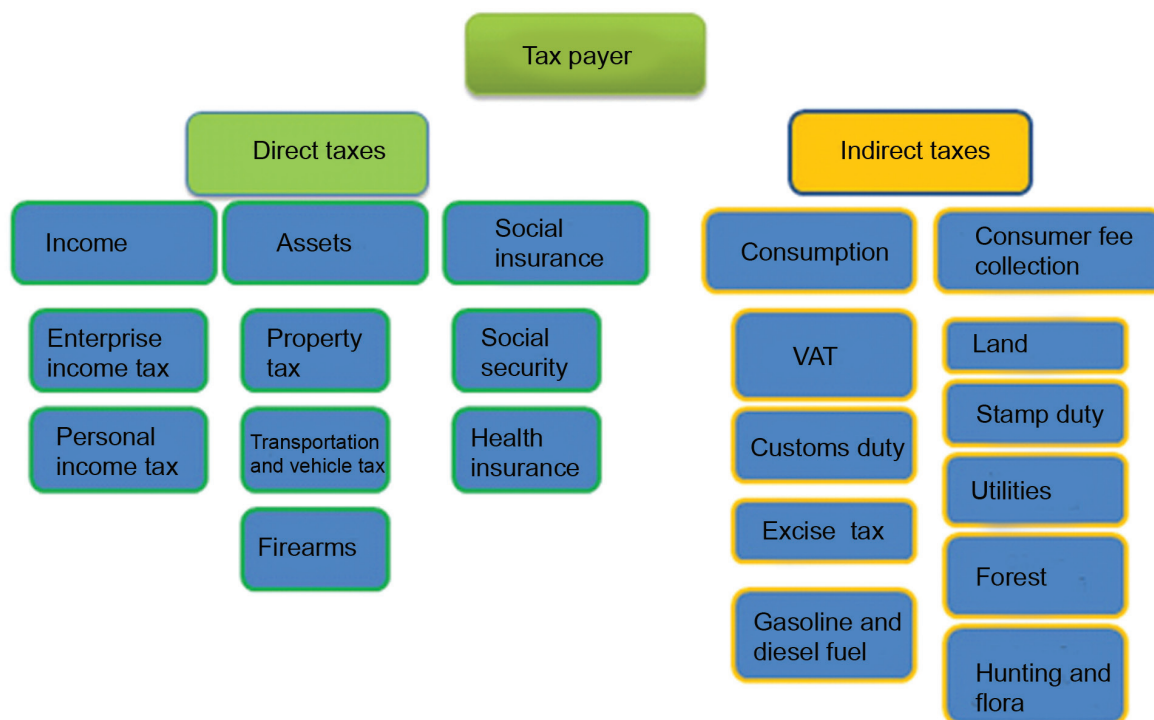 Tax payer
Direct taxes
Indirect taxes
Income
Assets
Social
insurance
Consumption
Consumer fee
collection
Enterprise
income tax
Personal
income tax
Property
tax
Transportation
and vehicle tax
Firearms
Social
security
Health
insurance
VAT
Customs duty
Excise tax
Gasoline and
diesel fuel
Land
Stamp duty
Utilities
Forest
Hunting and
flora